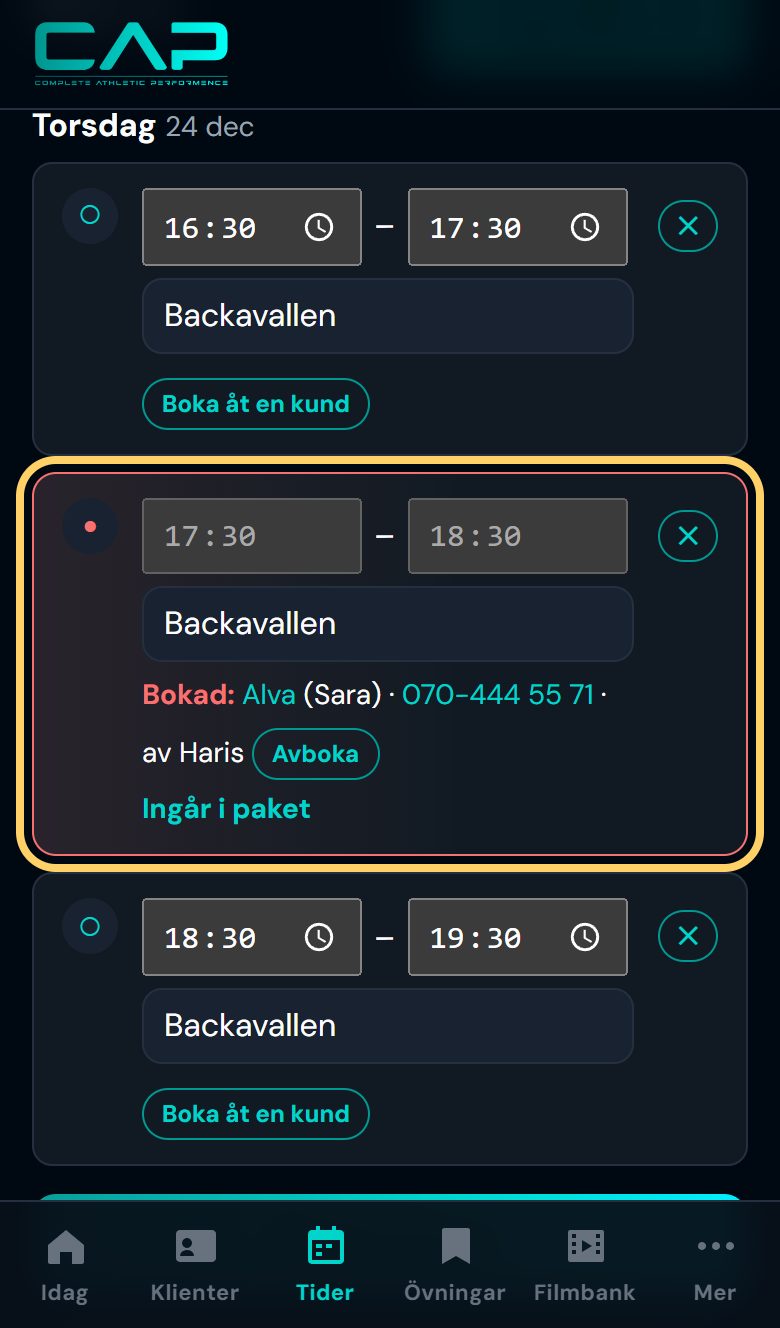 CAP
COMPLETE ATHLETIC PERFORMENCE
Torsdag 24 dec
16:30 – 17:30
Backavallen
Boka åt en kund
17:30 – 18:30
Backavallen
Bokad: Alva (Sara) · 070-444 55 71 ·
av Haris Avboka
Ingår i paket
18:30 – 19:30
Backavallen
Boka åt en kund
Idag Klienter Tider Övningar Filmbank Mer